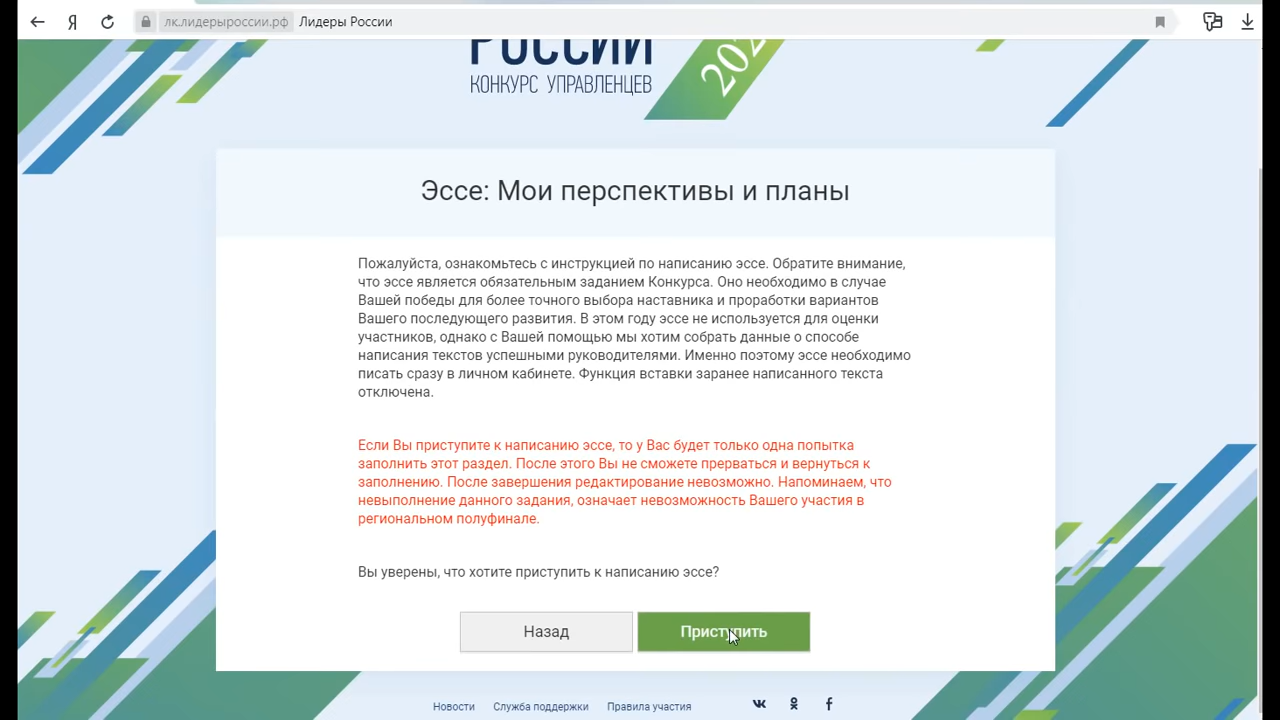 лк.лидерыроссии.рф Лидеры России
РОССИИ
202
КОНКУРС УПРАВЛЕНЦЕВ
Эссе: Мои перспективы и планы
Пожалуйста, ознакомьтесь с инструкцией по написанию эссе. Обратите внимание,
что эссе является обязательным заданием Конкурса. Оно необходимо в случае
Вашей победы для более точного выбора наставника и проработки вариантов
Вашего последующего развития. В этом году эссе не используется для оценки
участников, однако с Вашей помощью мы хотим собрать данные о способе
написания текстов успешными руководителями. Именно поэтому эссе необходимо
писать сразу в личном кабинете. Функция вставки заранее написанного текста
отключена.
Если Вы приступите к написанию эссе, то у Вас будет только одна попытка
заполнить этот раздел. После этого Вы не сможете прерваться и вернуться к
заполнению. После завершения редактирование невозможно. Напоминаем, что
невыполнение данного задания, означает невозможность Вашего участия в
региональном полуфинале.
Вы уверены, что хотите приступить к написанию эссе?
Назад Приступить
Новости Служба поддержки Правила участия